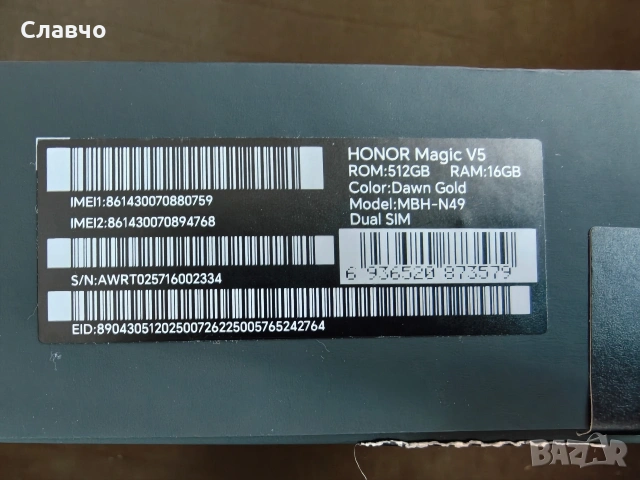 Славчо
HONOR Magic V5
ROM:512GB RAM:16GB
Color:Dawn Gold
Model:MBH-N49
Dual SIM
6 936520 873579
IMEI1:861430070880759
IMEI2:861430070894768
S/N:AWRT025716002334
EID:89043051202500726225005765242764
BAZAR